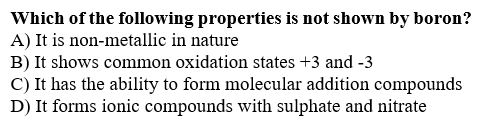 Which of the following properties is not shown by boron?
A) It is non-metallic in nature
B) It shows common oxidation states +3 and -3
C) It has the ability to form molecular addition compounds
D) It forms ionic compounds with sulphate and nitrate